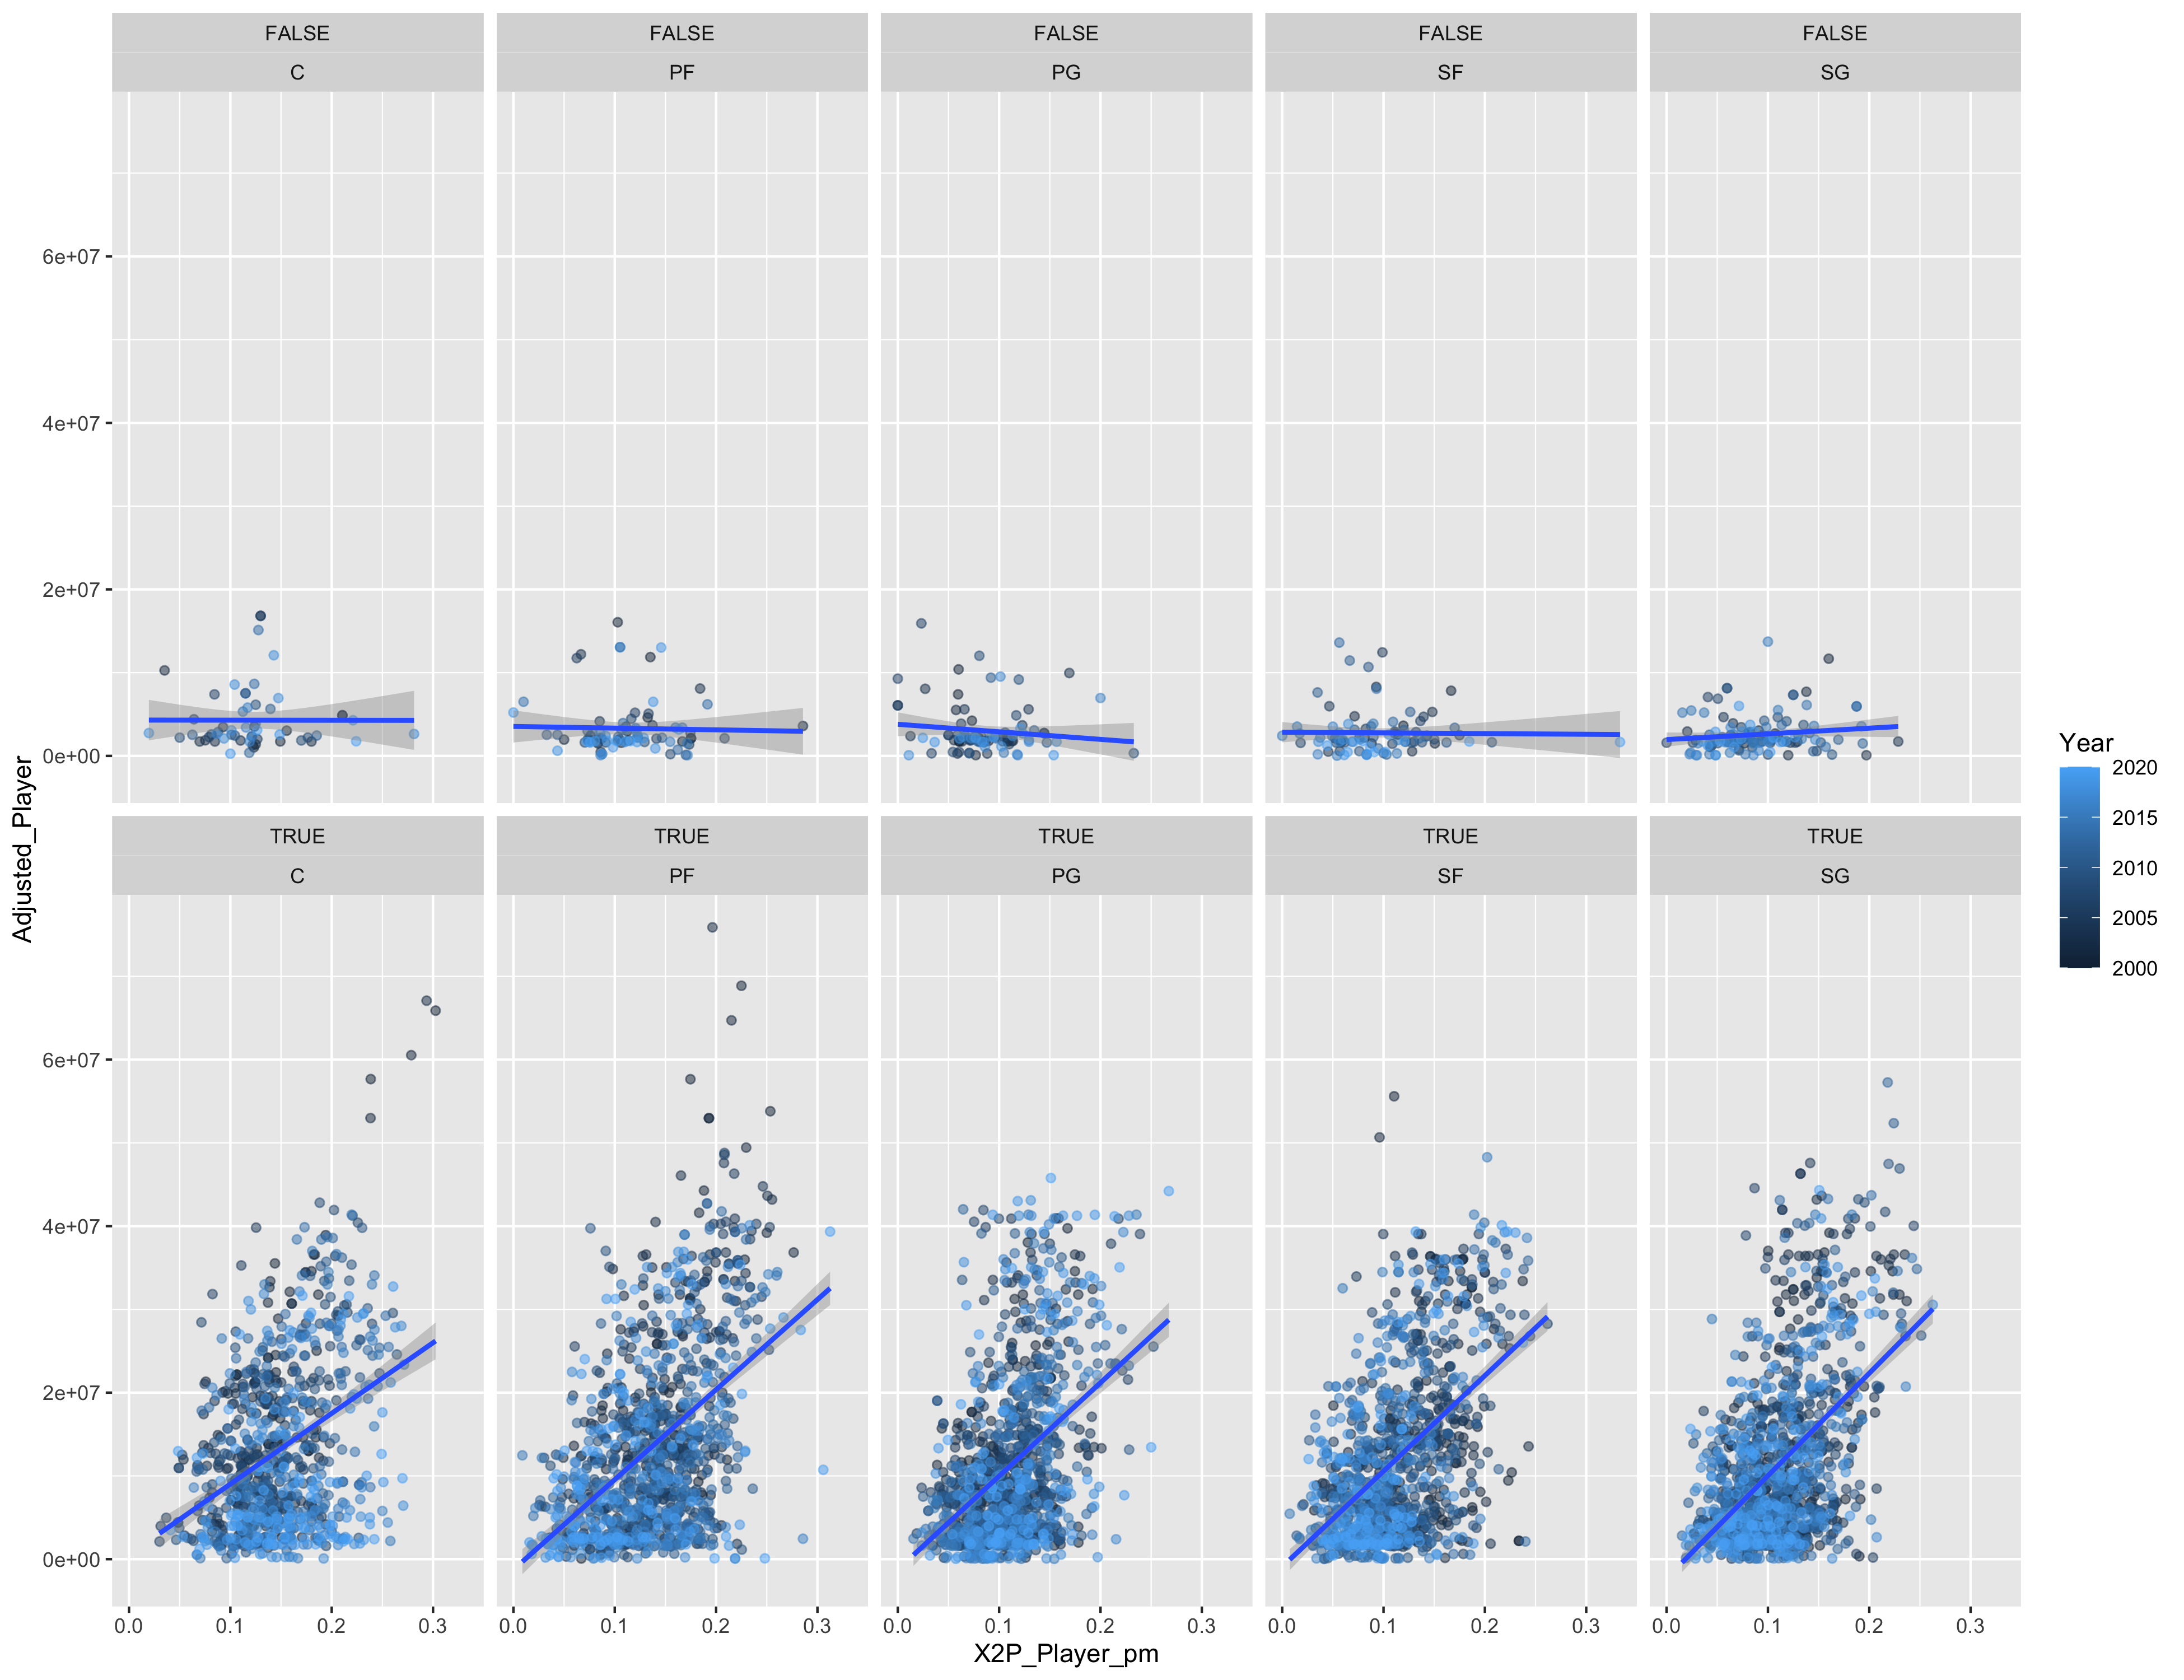 FALSE FALSE FALSE FALSE FALSE
C PF PG SF SG
6e+07
4e+07
2e+07
0e+00
TRUE TRUE TRUE TRUE TRUE
C PF PG SF SG
6e+07
4e+07
2e+07
0e+00
0.0 0.1 0.2 0.3 0.0 0.1 0.2 0.3 0.0 0.1 0.2 0.3 0.0 0.1 0.2 0.3 0.0 0.1 0.2 0.3
X2P_Player_pm
Adjusted_Player
Year
2020
2015
2010
2005
2000